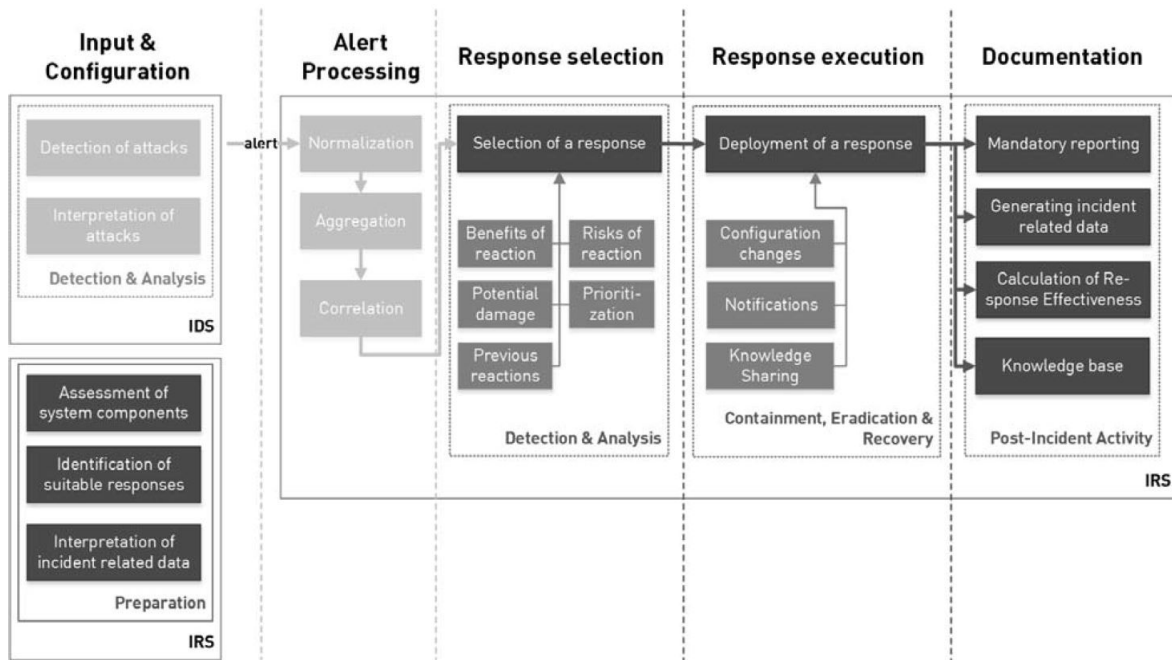 Input &
Configuration
Alert
Processing
Response selection
Response execution
Documentation
Detection of attacks
Interpretation of
attacks
Detection & Analysis
IDS
Assessment of
system components
Identification of
suitable responses
Interpretation of
incident related data
Preparation
IRS
alert
Normalization
Aggregation
Correlation
Selection of a response
Benefits of
reaction
Risks of
reaction
Potential
damage
Prioriti-
zation
Previous
reactions
Detection & Analysis
Deployment of a response
Configuration
changes
Notifications
Knowledge
Sharing
Containment, Eradication &
Recovery
Mandatory reporting
Generating incident
related data
Calculation of Re-
sponse Effectiveness
Knowledge base
Post-Incident Activity
IRS